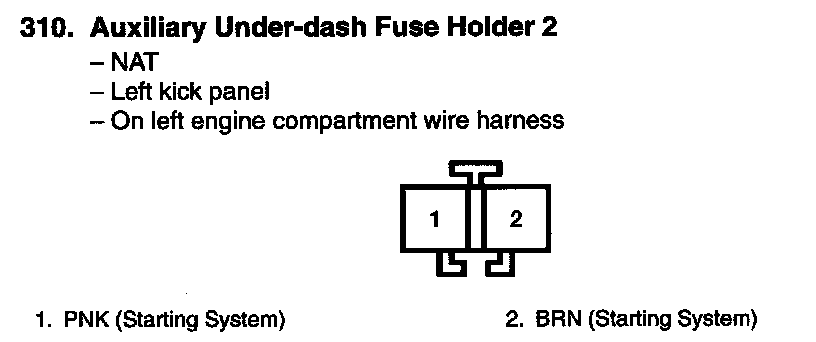 310. Auxiliary Under-dash Fuse Holder 2
– NAT
– Left kick panel
– On left engine compartment wire harness
1 2
1. PNK (Starting System) 2. BRN (Starting System)